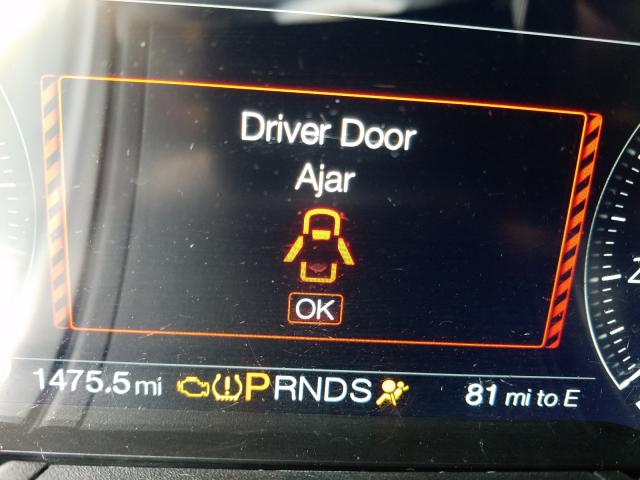 Driver Door
Ajar
OK
1475.5 mi PRNDS 81 mi to E